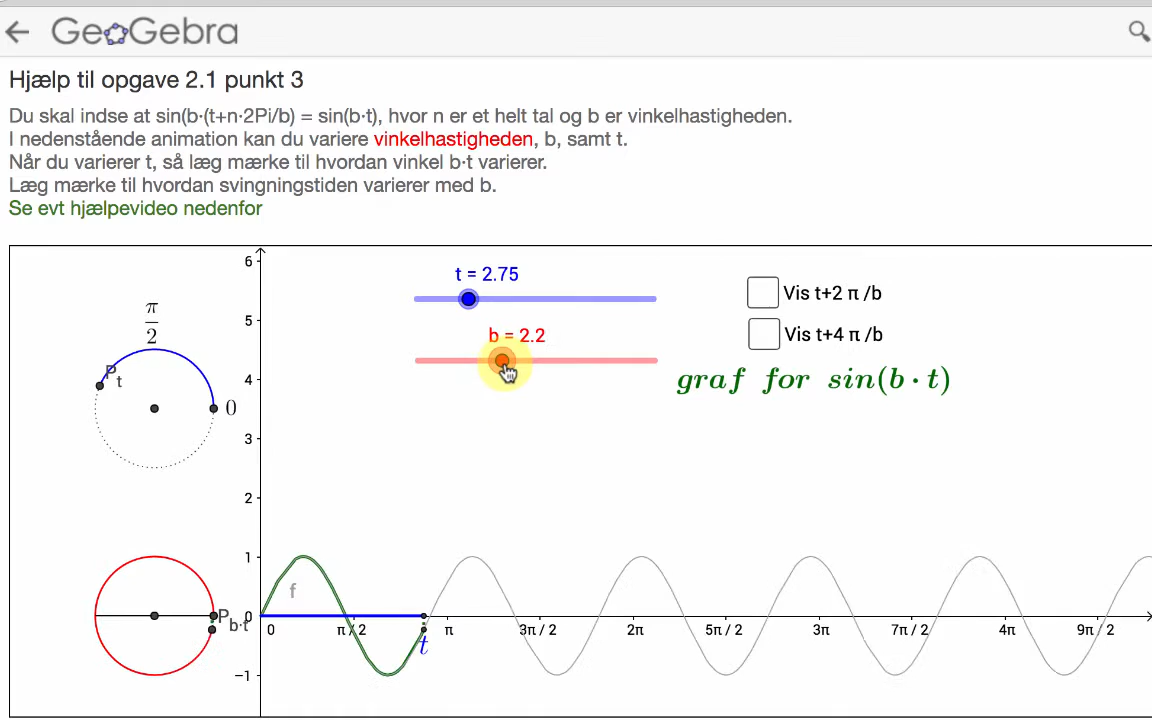 GeoGebra
Hjælp til opgave 2.1 punkt 3
Du skal indse at sin(b·(t+n·2Pi/b) = sin(b·t), hvor n er et helt tal og b er vinkelhastigheden.
I nedenstående animation kan du variere vinkelhastigheden, b, samt t.
Når du varierer t, så læg mærke til hvordan vinkel b·t varierer.
Læg mærke til hvordan svingningstiden varierer med b.
Se evt hjælpevideo nedenfor
t = 2.75
b = 2.2
Vis t+2 π /b
Vis t+4 π /b
graf for sin(b · t)
π
2
P t
0
6
5
4
3
2
1
0
−1
f
P b·t
t
0 π / 2 π 3π / 2 2π 5π / 2 3π 7π / 2 4π 9π / 2